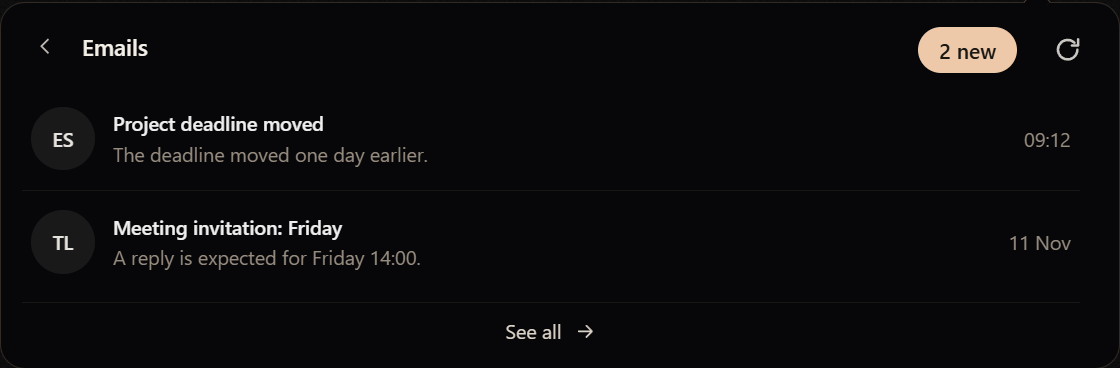 Emails
2 new
ES
Project deadline moved
The deadline moved one day earlier.
09:12
TL
Meeting invitation: Friday
A reply is expected for Friday 14:00.
11 Nov
See all →